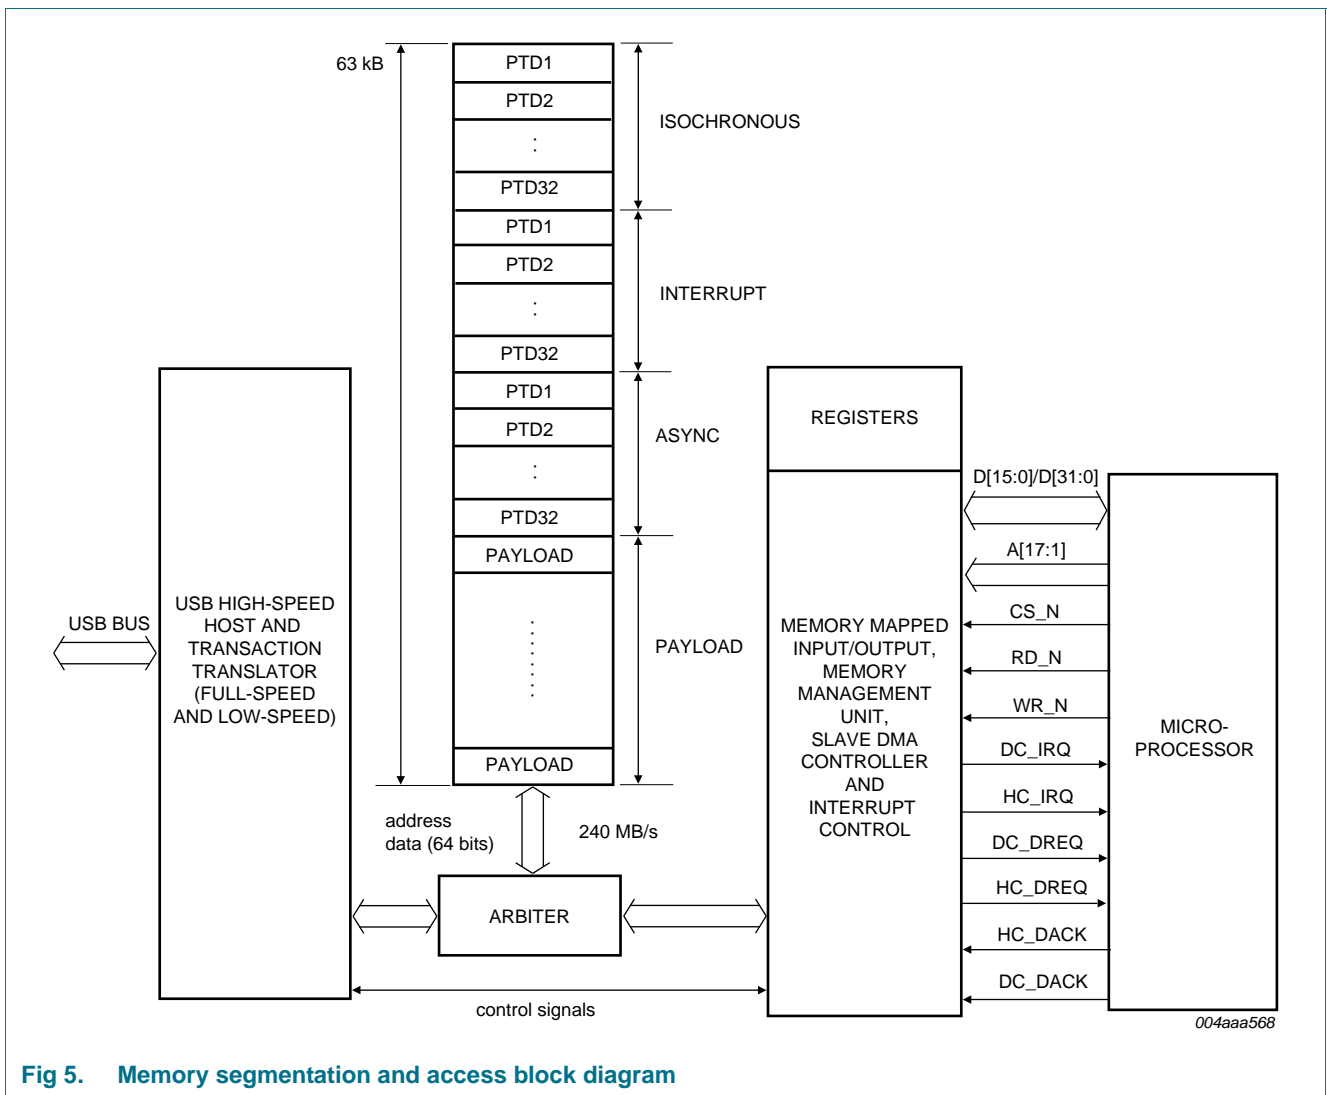 63 kB
PTD1
PTD2
PTD32
ISOCHRONOUS
PTD1
PTD2
PTD32
INTERRUPT
PTD1
PTD2
PTD32
ASYNC
PAYLOAD
PAYLOAD
PAYLOAD
USB BUS
USB HIGH-SPEED
HOST AND
TRANSACTION
TRANSLATOR
(FULL-SPEED
AND LOW-SPEED)
address
data (64 bits)
240 MB/s
ARBITER
control signals
REGISTERS
MEMORY MAPPED
INPUT/OUTPUT,
MEMORY
MANAGEMENT
UNIT,
SLAVE DMA
CONTROLLER
AND
INTERRUPT
CONTROL
D[15:0]/D[31:0]
A[17:1]
CS_N
RD_N
WR_N
DC_IRQ
HC_IRQ
DC_DREQ
HC_DREQ
HC_DACK
DC_DACK
MICRO-
PROCESSOR
004aaa568
Fig 5. Memory segmentation and access block diagram